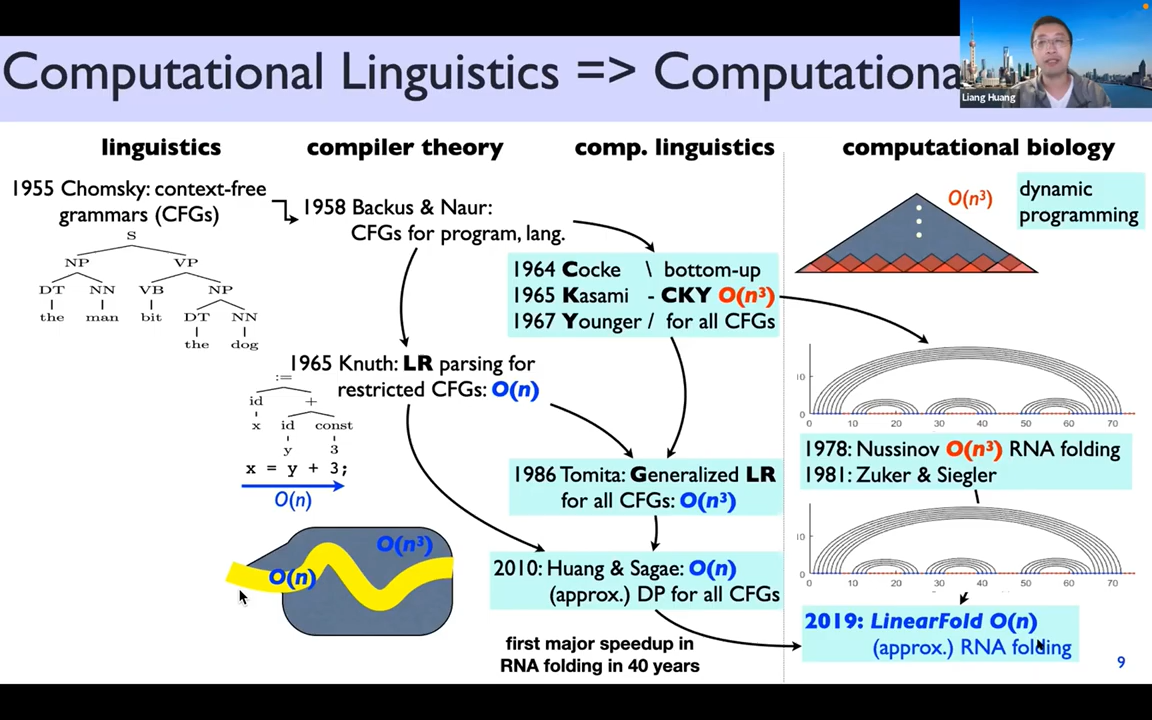 Computational Linguistics => Computationa
Liang Huang
linguistics
1955 Chomsky: context-free
grammars (CFGs)
S
NP VP
DT NN VB NP
the man bit DT NN
the dog
compiler theory
1958 Backus & Naur:
CFGs for program, lang.
1965 Knuth: LR parsing for
restricted CFGs: O(n)
:=
id +
x id const
y 3
x = y + 3;
O(n)
O(n³)
O(n)
comp. linguistics
1964 Cocke \ bottom-up
1965 Kasami - CKY O(n³)
1967 Younger / for all CFGs
1986 Tomita: Generalized LR
for all CFGs: O(n³)
2010: Huang & Sagae: O(n)
(approx.) DP for all CFGs
first major speedup in
RNA folding in 40 years
computational biology
O(n³)
dynamic
programming
10
0
0 10 20 30 40 50 60 70
1978: Nussinov O(n³) RNA folding
1981: Zuker & Siegler
10
0
0 10 20 30 40 50 60 70
2019: LinearFold O(n)
(approx.) RNA folding
9